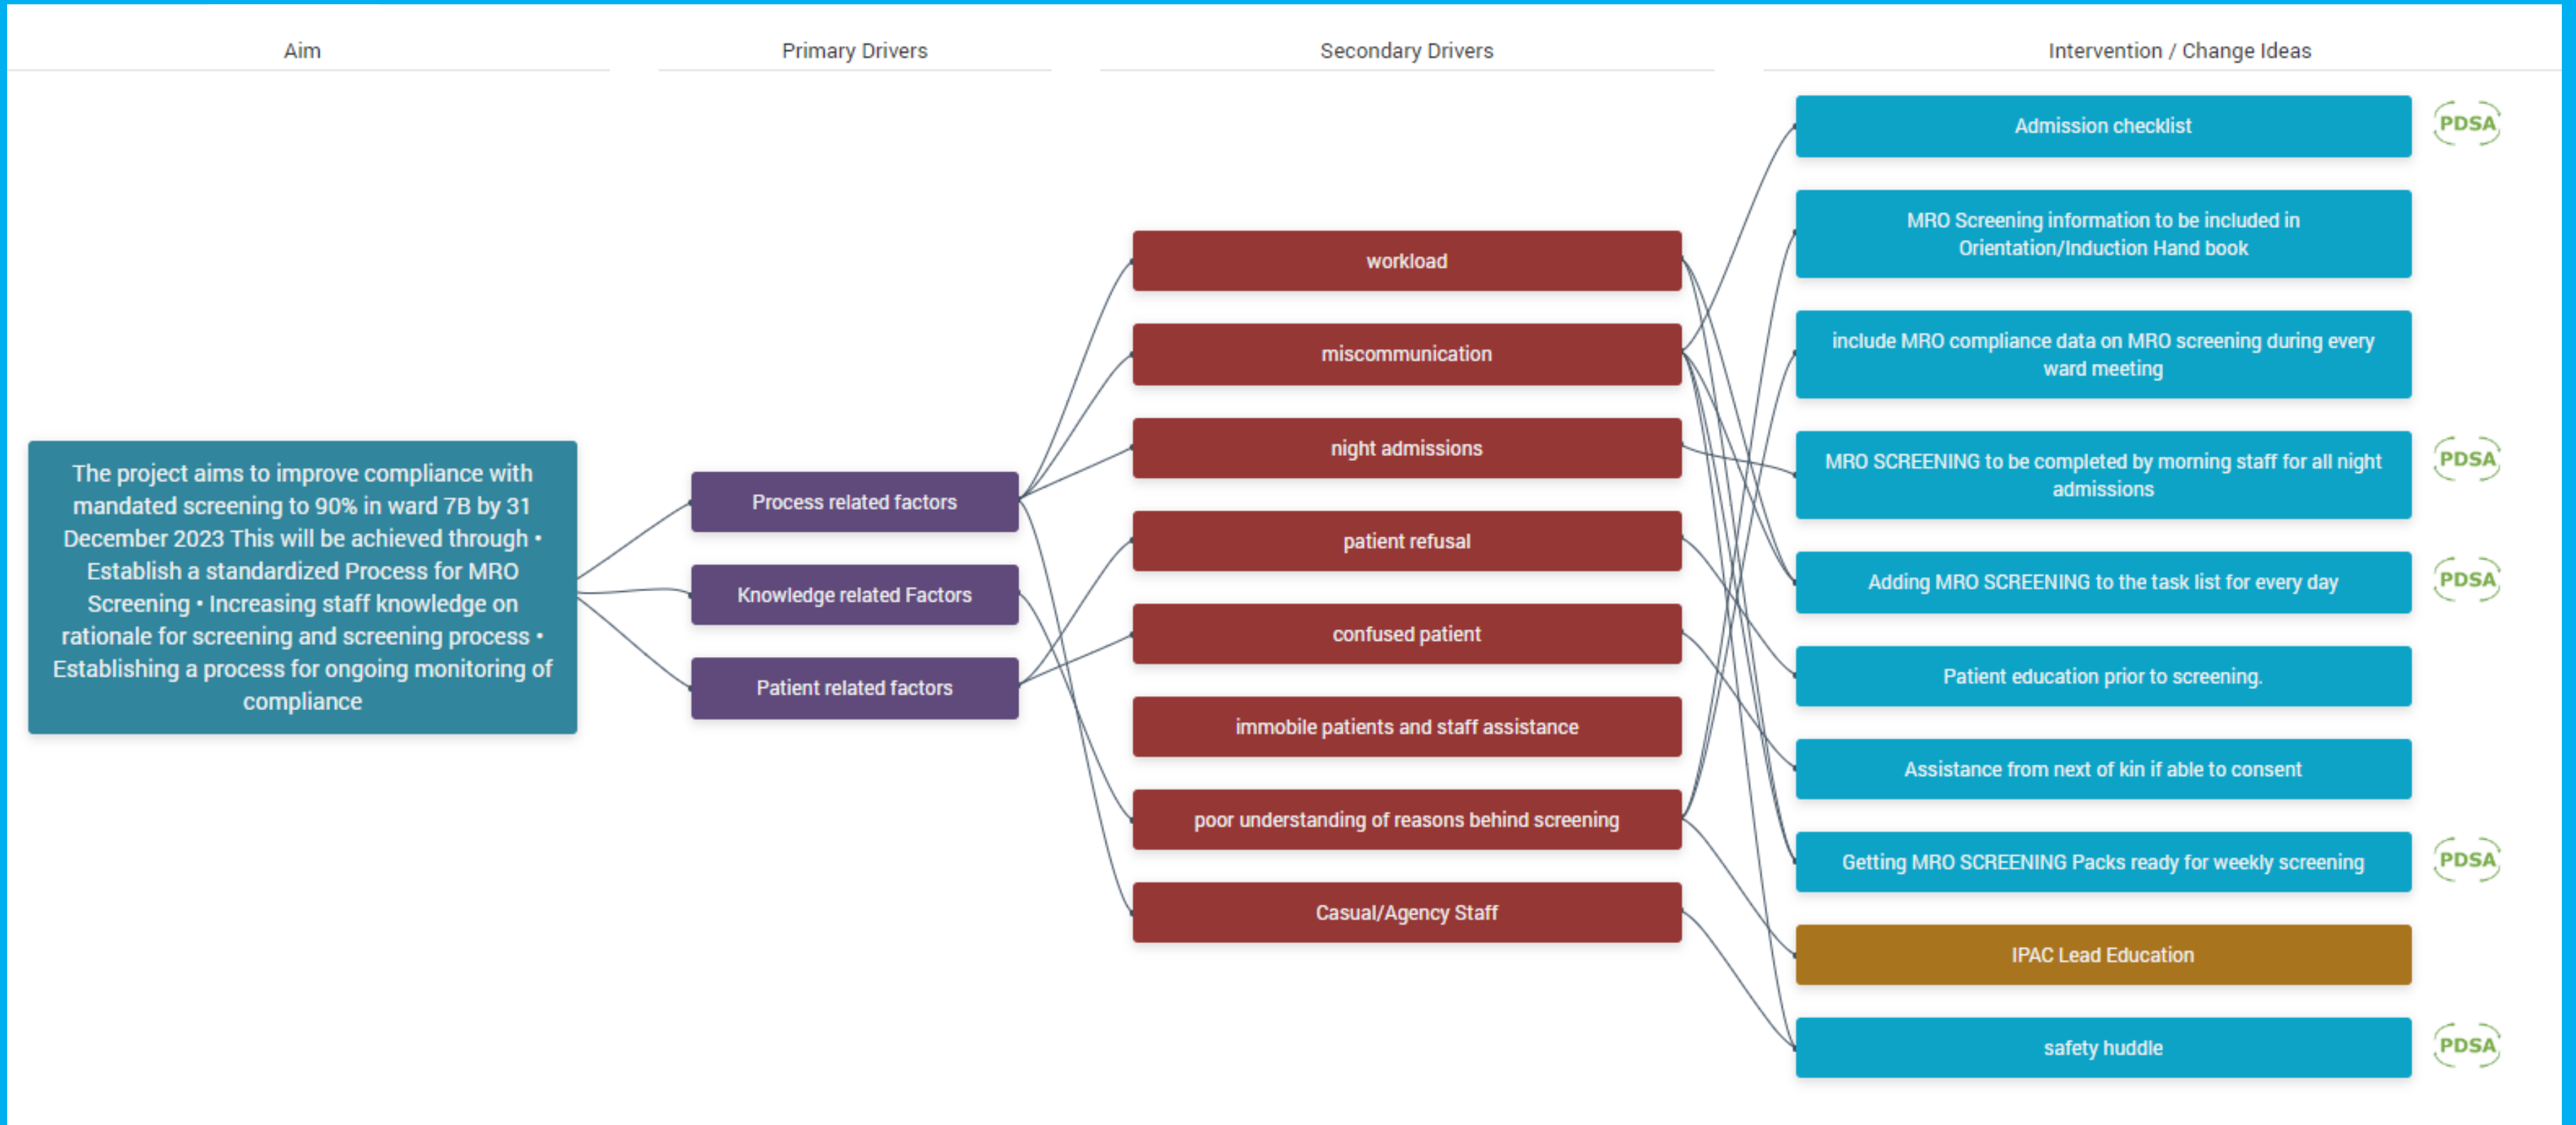 Aim
Primary Drivers
Secondary Drivers
Intervention / Change Ideas
The project aims to improve compliance with
mandated screening to 90% in ward 7B by 31
December 2023 This will be achieved through •
Establish a standardized Process for MRO
Screening • Increasing staff knowledge on
rationale for screening and screening process •
Establishing a process for ongoing monitoring of
compliance
Process related factors
Knowledge related Factors
Patient related factors
workload
miscommunication
night admissions
patient refusal
confused patient
immobile patients and staff assistance
poor understanding of reasons behind screening
Casual/Agency Staff
Admission checklist
PDSA
MRO Screening information to be included in
Orientation/Induction Hand book
include MRO compliance data on MRO screening during every
ward meeting
MRO SCREENING to be completed by morning staff for all night
admissions
PDSA
Adding MRO SCREENING to the task list for every day
PDSA
Patient education prior to screening.
Assistance from next of kin if able to consent
Getting MRO SCREENING Packs ready for weekly screening
PDSA
IPAC Lead Education
safety huddle
PDSA